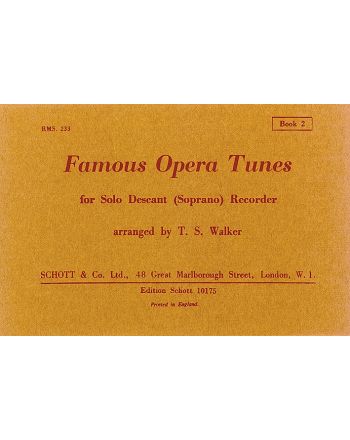 RMS. 233
Book 2
Famous Opera Tunes
for Solo Descant (Soprano) Recorder
arranged by T. S. Walker
SCHOTT & Co. Ltd., 48 Great Marlborough Street, London, W. 1.
Edition Schott 10175
Printed in England.